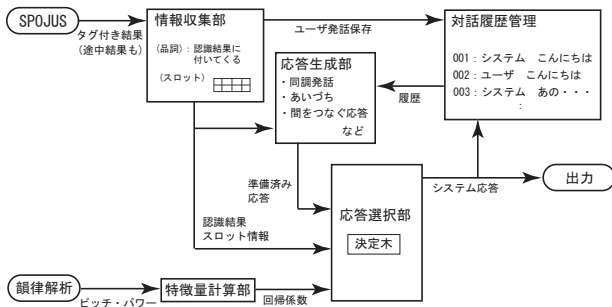 SPOJUS
タグ付き結果
(途中結果も)
情報収集部
(品詞):認識結果に
付いてくる
(スロット)
ユーザ発話保存
対話履歴管理
001:システム こんにちは
002:ユーザ こんにちは
003:システム あの・・・
:
応答生成部
・同調発話
・あいづち
・間をつなぐ応答
など
履歴
準備済み
応答
システム応答
出力
応答選択部
決定木
認識結果
スロット情報
韻律解析
ピッチ・パワー
特徴量計算部
回帰係数